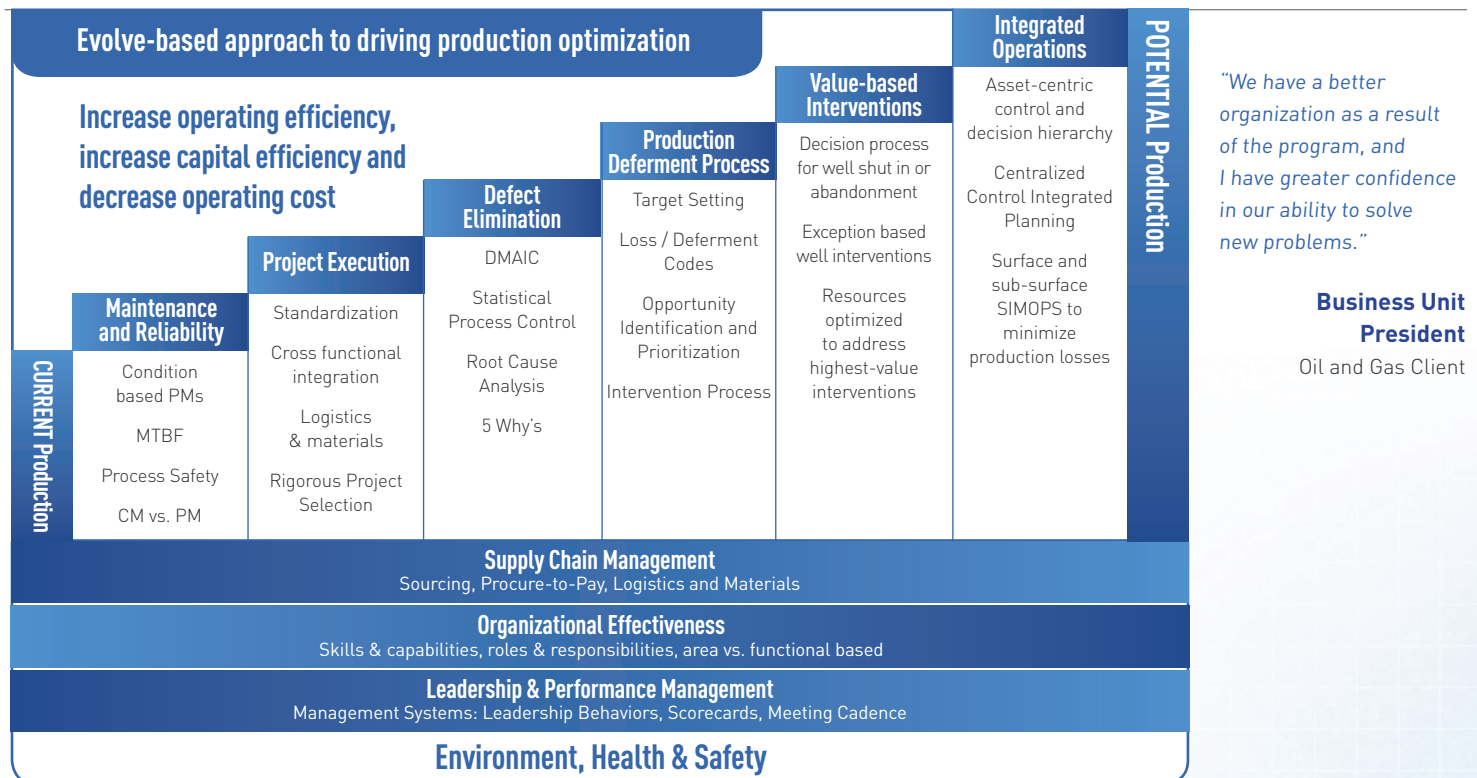 Evolve-based approach to driving production optimization
Increase operating efficiency,
increase capital efficiency and
decrease operating cost
CURRENT Production
Maintenance
and Reliability
Condition
based PMs
MTBF
Process Safety
CM vs. PM
Project Execution
Standardization
Cross functional
integration
Logistics
& materials
Rigorous Project
Selection
Defect
Elimination
DMAIC
Statistical
Process Control
Root Cause
Analysis
5 Why's
Production
Deferment Process
Target Setting
Loss / Deferment
Codes
Opportunity
Identification and
Prioritization
Intervention Process
Value-based
Interventions
Decision process
for well shut in or
abandonment
Exception based
well interventions
Resources
optimized
to address
highest-value
interventions
Integrated
Operations
Asset-centric
control and
decision hierarchy
Centralized
Control Integrated
Planning
Surface and
sub-surface
SIMOPS to
minimize
production losses
POTENTIAL Production
Supply Chain Management
Sourcing, Procure-to-Pay, Logistics and Materials
Organizational Effectiveness
Skills & capabilities, roles & responsibilities, area vs. functional based
Leadership & Performance Management
Management Systems: Leadership Behaviors, Scorecards, Meeting Cadence
Environment, Health & Safety
"We have a better
organization as a result
of the program, and
I have greater confidence
in our ability to solve
new problems."
Business Unit
President
Oil and Gas Client